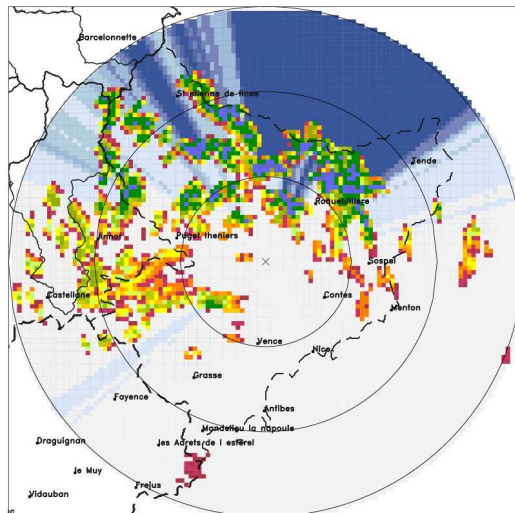 Barcelonnette
St etienne de tinee
Tende
Roquebilliere
Annot
Puget theniers
Sospel
Castellane
Contes
Menton
Vence
Nice
Grasse
Fayence
Antibes
Mandelieu la napoule
Draguignan
les Adrets de l esterel
le Muy
Frejus
Vidauban